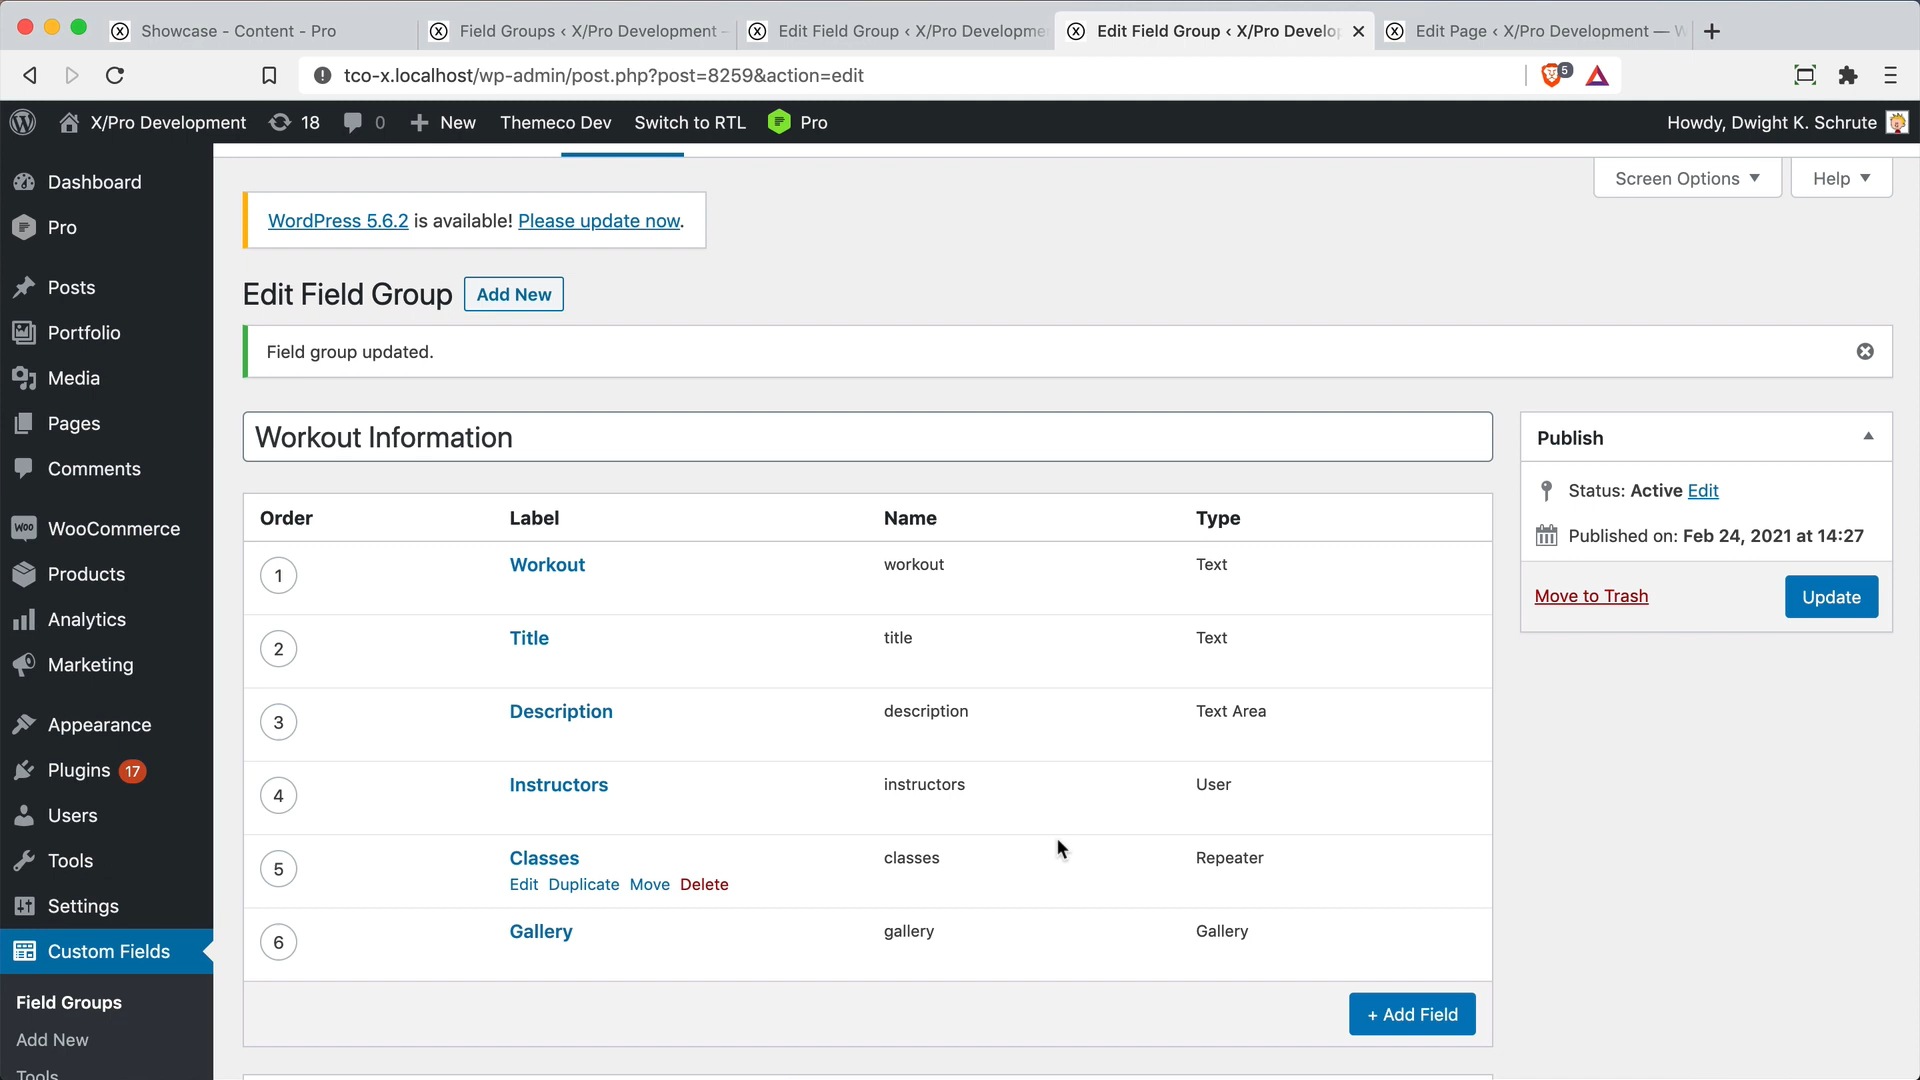 Showcase - Content - Pro
Field Groups ‹ X/Pro Development -
Edit Field Group ‹ X/Pro Developme
Edit Field Group ‹ X/Pro Develo
Edit Page ‹ X/Pro Development — W
tco-x.localhost/wp-admin/post.php?post=8259&action=edit
5
X/Pro Development
18
0
New
Themeco Dev
Switch to RTL
Pro
Howdy, Dwight K. Schrute
Dashboard
Pro
Posts
Portfolio
Media
Pages
Comments
WOO
WooCommerce
Products
Analytics
Marketing
Appearance
Plugins 17
Users
Tools
Settings
Custom Fields
Field Groups
Add New
Tools
Screen Options
Help
WordPress 5.6.2 is available! Please update now.
Edit Field Group
Add New
Field group updated.
Workout Information
Order Label Name Type
1 Workout workout Text
2 Title title Text
3 Description description Text Area
4 Instructors instructors User
5 Classes classes Repeater
Edit Duplicate Move Delete
6 Gallery gallery Gallery
+ Add Field
Publish
Status: Active Edit
Published on: Feb 24, 2021 at 14:27
Move to Trash
Update